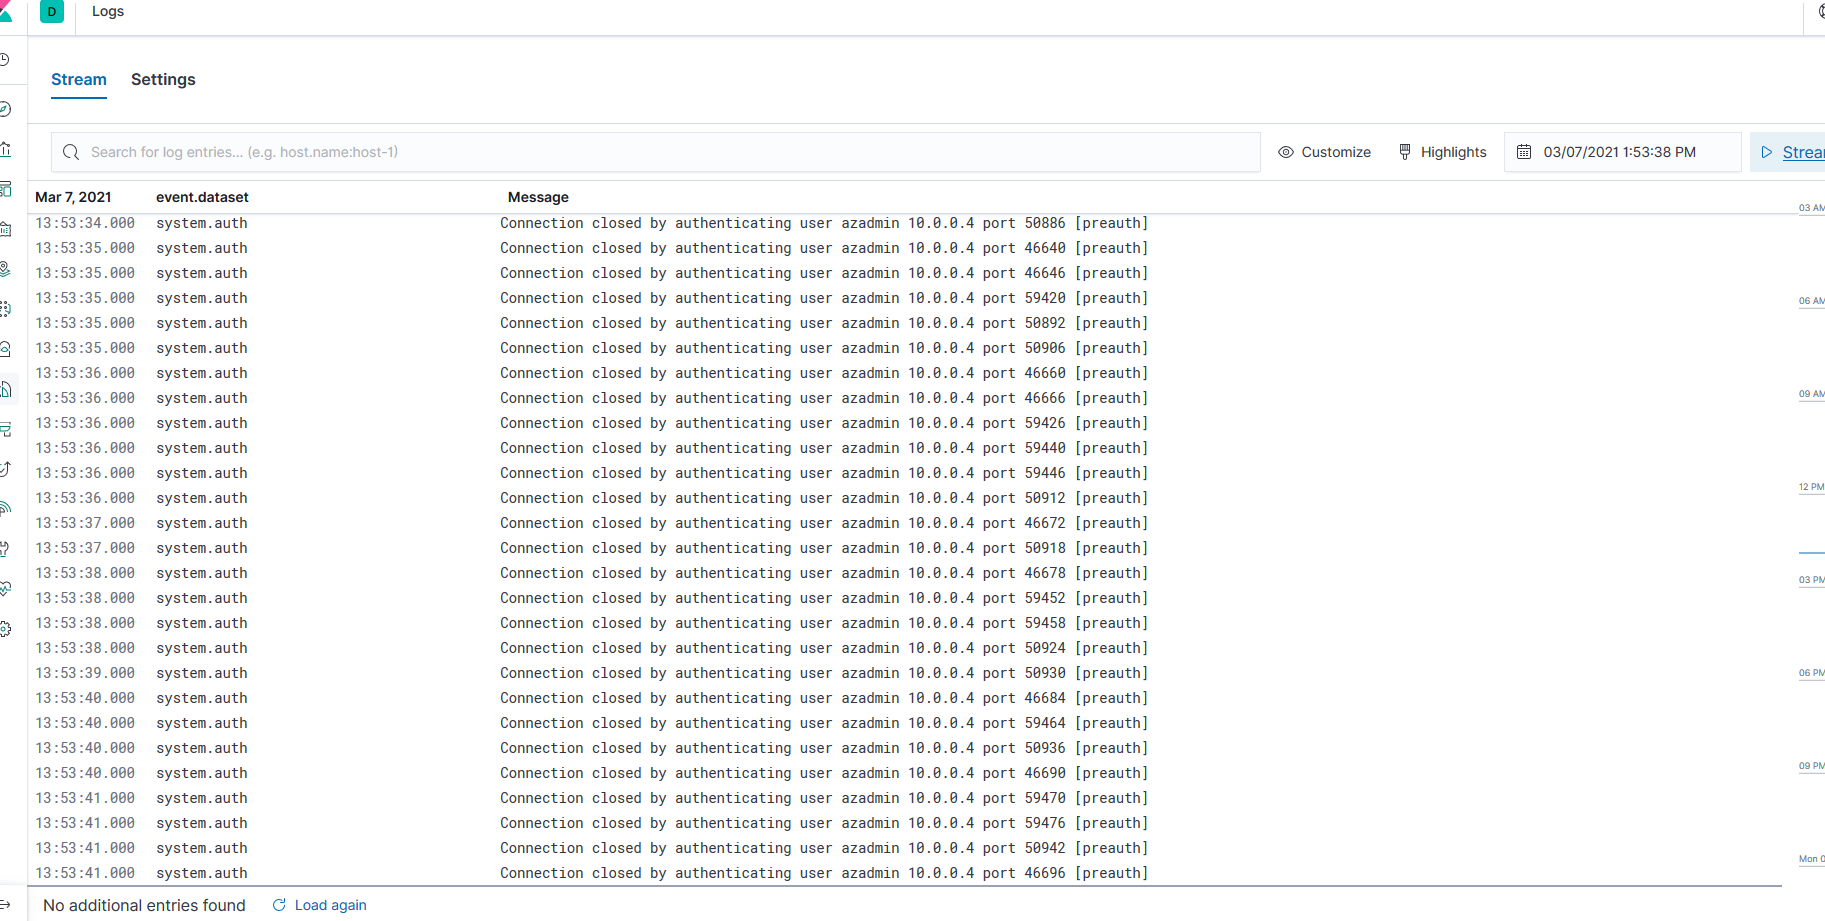 D Logs
Stream Settings
Search for log entries... (e.g. host.name:host-1) Customize Highlights 03/07/2021 1:53:38 PM
Mar 7, 2021 event.dataset Message
03 AM
13:53:34.000 system.auth Connection closed by authenticating user azadmin 10.0.0.4 port 50886 [preauth]
13:53:35.000 system.auth Connection closed by authenticating user azadmin 10.0.0.4 port 46640 [preauth]
13:53:35.000 system.auth Connection closed by authenticating user azadmin 10.0.0.4 port 46646 [preauth]
13:53:35.000 system.auth Connection closed by authenticating user azadmin 10.0.0.4 port 59420 [preauth]
06 AM
13:53:35.000 system.auth Connection closed by authenticating user azadmin 10.0.0.4 port 50892 [preauth]
13:53:35.000 system.auth Connection closed by authenticating user azadmin 10.0.0.4 port 50906 [preauth]
13:53:36.000 system.auth Connection closed by authenticating user azadmin 10.0.0.4 port 46660 [preauth]
09 AM
13:53:36.000 system.auth Connection closed by authenticating user azadmin 10.0.0.4 port 46666 [preauth]
13:53:36.000 system.auth Connection closed by authenticating user azadmin 10.0.0.4 port 59426 [preauth]
13:53:36.000 system.auth Connection closed by authenticating user azadmin 10.0.0.4 port 59440 [preauth]
13:53:36.000 system.auth Connection closed by authenticating user azadmin 10.0.0.4 port 59446 [preauth]
12 PM
13:53:36.000 system.auth Connection closed by authenticating user azadmin 10.0.0.4 port 50912 [preauth]
13:53:37.000 system.auth Connection closed by authenticating user azadmin 10.0.0.4 port 46672 [preauth]
13:53:37.000 system.auth Connection closed by authenticating user azadmin 10.0.0.4 port 50918 [preauth]
13:53:38.000 system.auth Connection closed by authenticating user azadmin 10.0.0.4 port 46678 [preauth]
03 PM
13:53:38.000 system.auth Connection closed by authenticating user azadmin 10.0.0.4 port 59452 [preauth]
13:53:38.000 system.auth Connection closed by authenticating user azadmin 10.0.0.4 port 59458 [preauth]
13:53:38.000 system.auth Connection closed by authenticating user azadmin 10.0.0.4 port 50924 [preauth]
13:53:39.000 system.auth Connection closed by authenticating user azadmin 10.0.0.4 port 50930 [preauth]
06 PM
13:53:40.000 system.auth Connection closed by authenticating user azadmin 10.0.0.4 port 46684 [preauth]
13:53:40.000 system.auth Connection closed by authenticating user azadmin 10.0.0.4 port 59464 [preauth]
13:53:40.000 system.auth Connection closed by authenticating user azadmin 10.0.0.4 port 50936 [preauth]
09 PM
13:53:40.000 system.auth Connection closed by authenticating user azadmin 10.0.0.4 port 46690 [preauth]
13:53:41.000 system.auth Connection closed by authenticating user azadmin 10.0.0.4 port 59470 [preauth]
13:53:41.000 system.auth Connection closed by authenticating user azadmin 10.0.0.4 port 59476 [preauth]
13:53:41.000 system.auth Connection closed by authenticating user azadmin 10.0.0.4 port 50942 [preauth]
Mon 0
13:53:41.000 system.auth Connection closed by authenticating user azadmin 10.0.0.4 port 46696 [preauth]
No additional entries found Load again